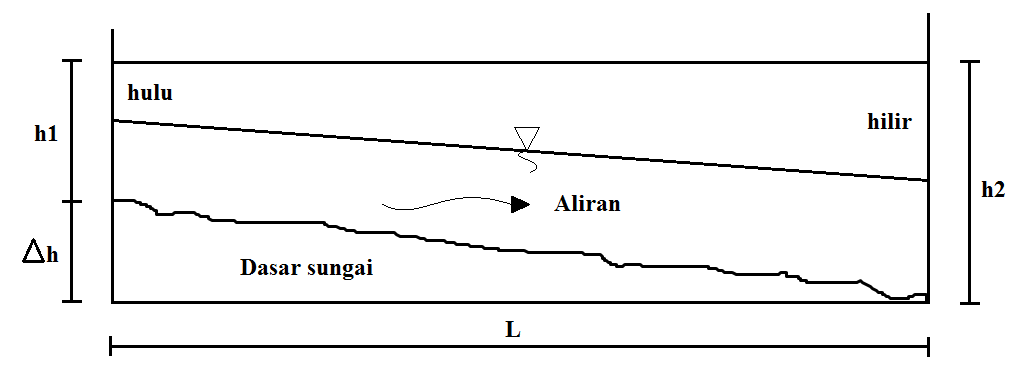 hulu
hilir
h1
h2
Aliran
Δh
Dasar sungai
L